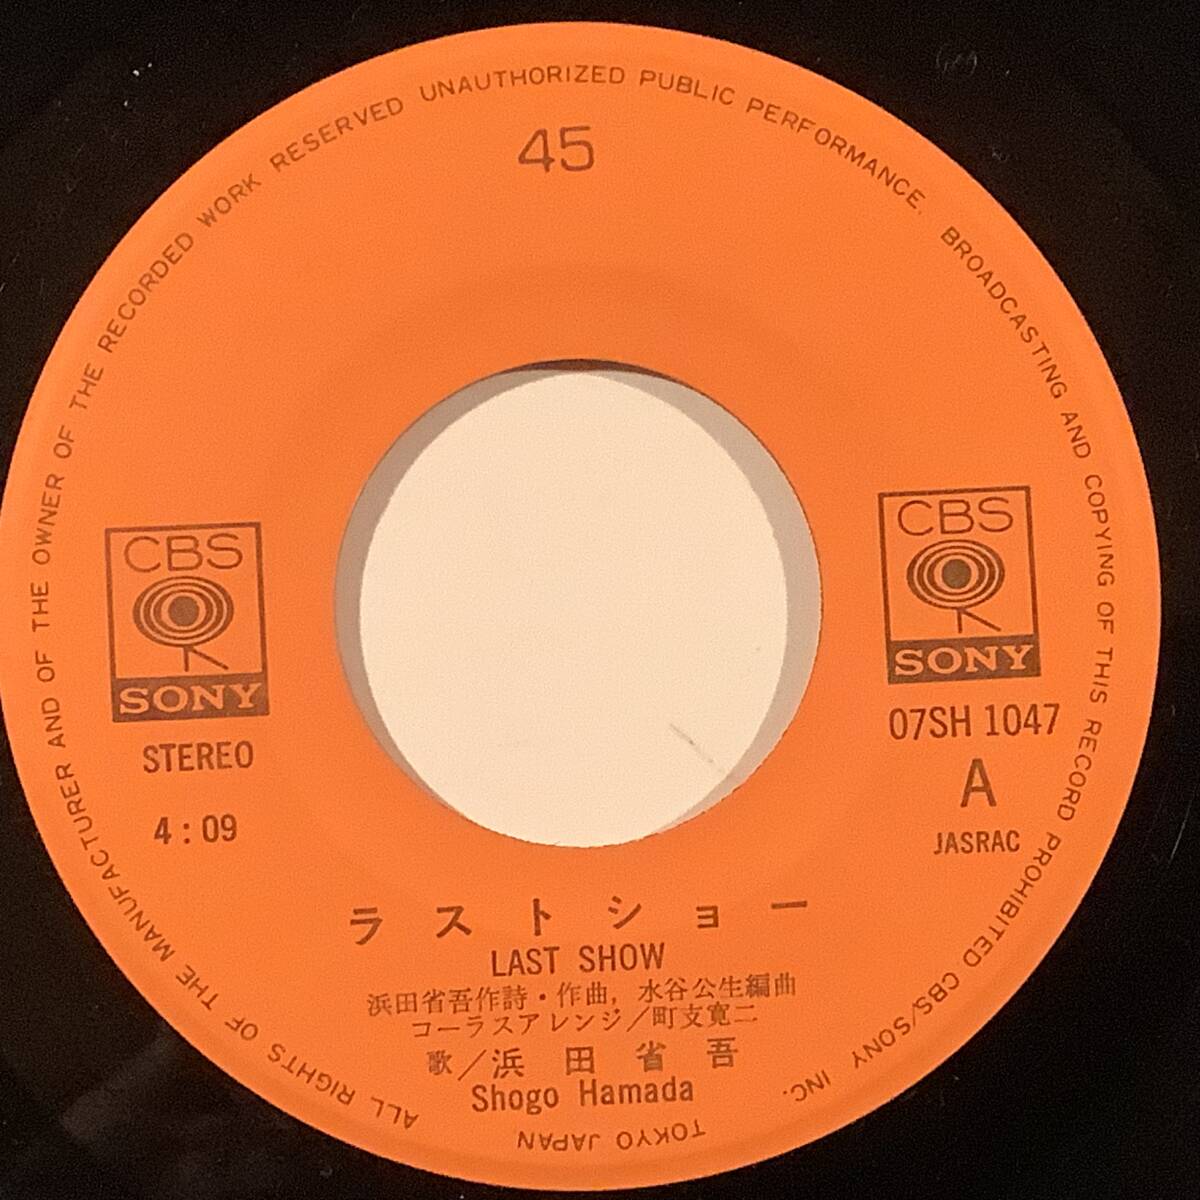 ALL RIGHTS OF THE MANUFACTURER AND OF THE OWNER OF THE RECORDED WORK RESERVED UNAUTHORIZED PUBLIC PERFORMANCE, BROADCASTING AND COPYING OF THIS RECORD PROHIBITED CBS/SONY INC.
TOKYO JAPAN
45
CBS
SONY
STEREO
4:09
CBS
SONY
07SH 1047
A
JASRAC
ラストショー
LAST SHOW
浜田省吾作詩・作曲, 水谷公生編曲
コーラスアレンジ/町支寛二
歌/浜田省吾
Shogo Hamada